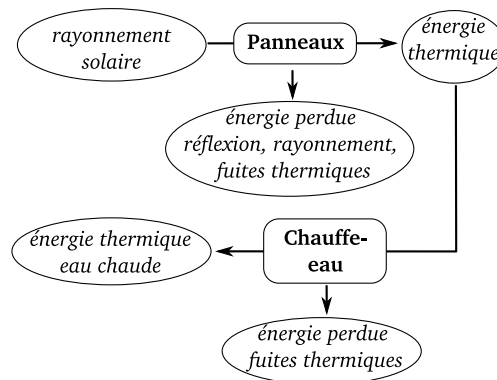 rayonnement
solaire
Panneaux
énergie
thermique
énergie perdue
réflexion, rayonnement,
fuites thermiques
énergie thermique
eau chaude
Chauffe-
eau
énergie perdue
fuites thermiques